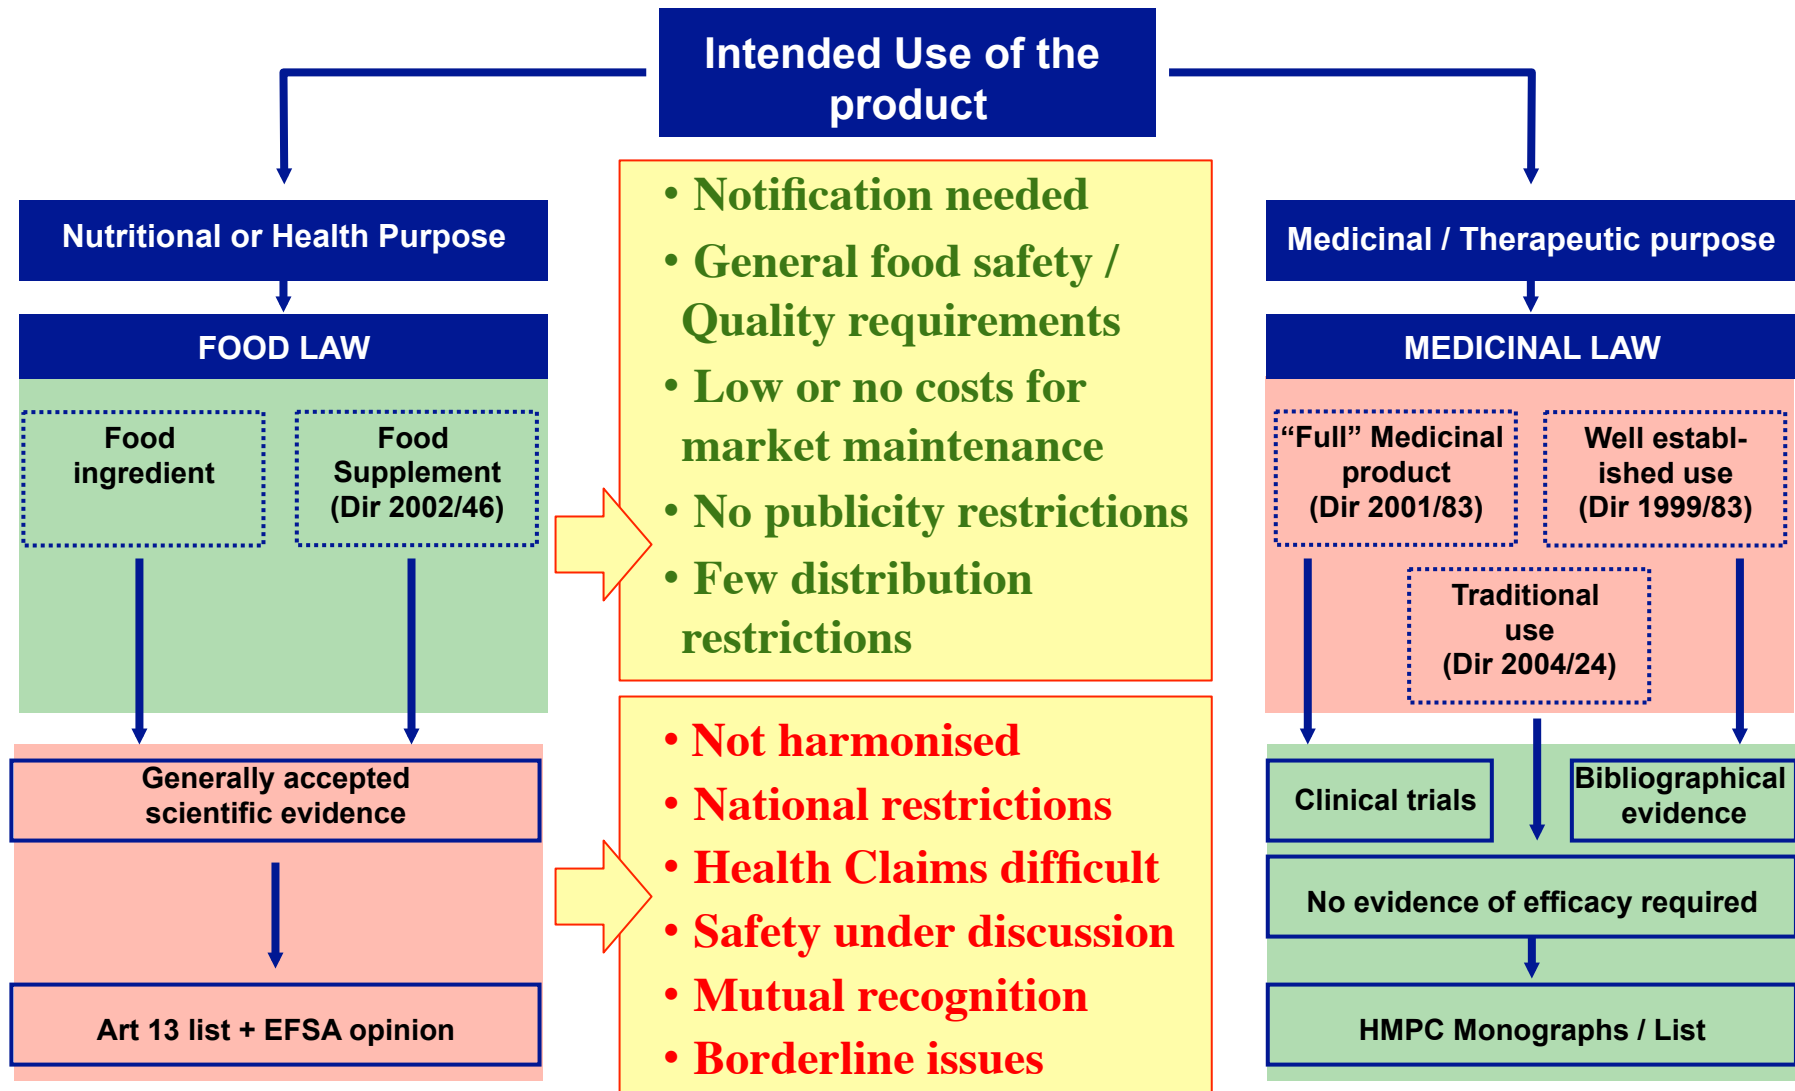 Intended Use of the
product
Nutritional or Health Purpose
FOOD LAW
Food
ingredient
Food
Supplement
(Dir 2002/46)
Generally accepted
scientific evidence
Art 13 list + EFSA opinion
• Notification needed
• General food safety /
Quality requirements
• Low or no costs for
market maintenance
• No publicity restrictions
• Few distribution
restrictions
• Not harmonised
• National restrictions
• Health Claims difficult
• Safety under discussion
• Mutual recognition
• Borderline issues
Medicinal / Therapeutic purpose
MEDICINAL LAW
“Full” Medicinal
product
(Dir 2001/83)
Well establ-
ished use
(Dir 1999/83)
Traditional
use
(Dir 2004/24)
Clinical trials
Bibliographical
evidence
No evidence of efficacy required
HMPC Monographs / List